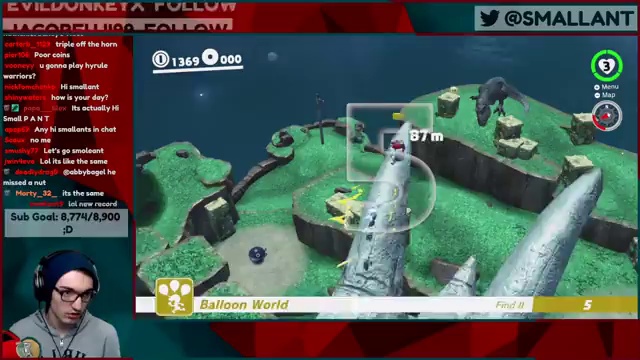 EVILDONKEYX FOLLOW
@SMALLANT
carterb_1123 triple off the horn
Poor coins
u gonna play hyrule
warriors?
Hi smallant
how is your day?
Its actually Hi
Small P A N T
Any hi smallants in chat
no me
Let's go smoleant
Lol its like the same
@abbybagel he
missed a nut
Morty_32_ its the same
lol new record
Sub Goal: 8,774/8,900
;D
1369 000
3
Menu
Map
87m
Balloon World
Find It
5